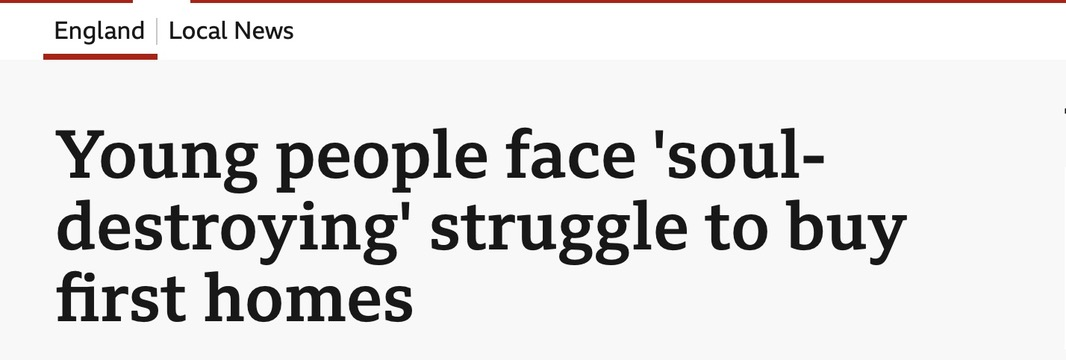 England | Local News
Young people face 'soul-
destroying' struggle to buy
first homes